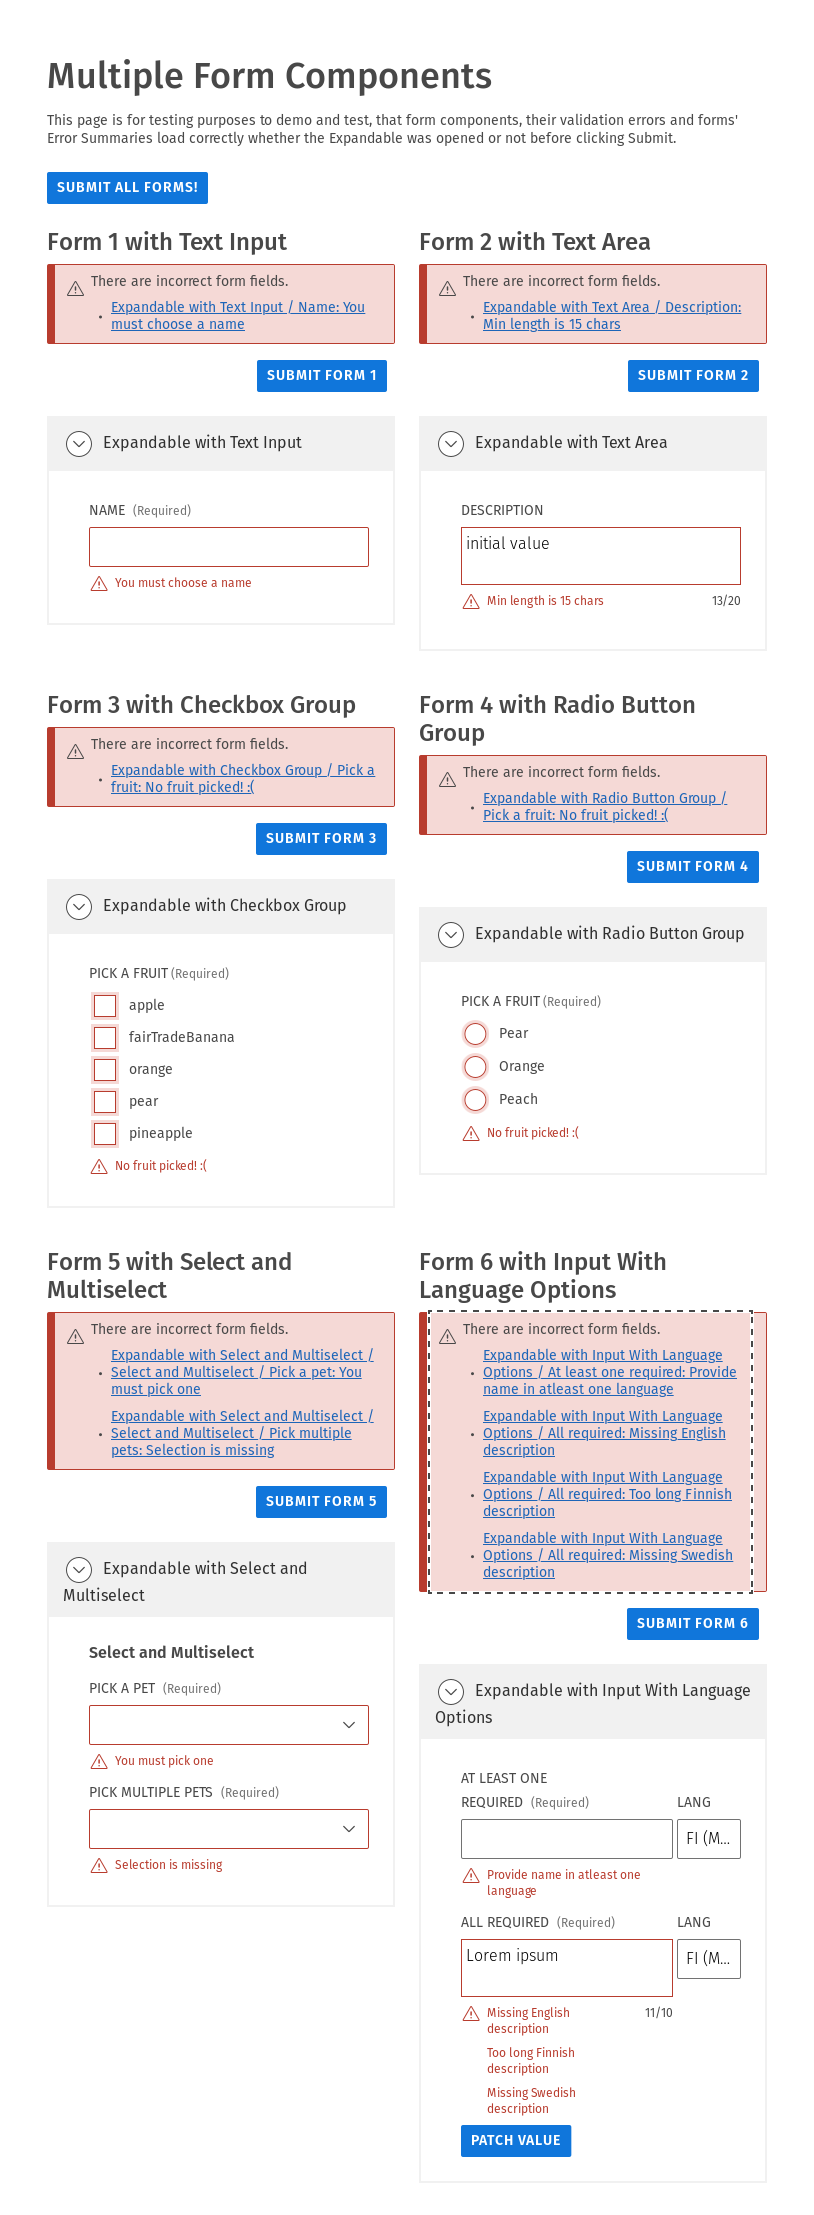 Multiple Form Components
This page is for testing purposes to demo and test, that form components, their validation errors and forms'
Error Summaries load correctly whether the Expandable was opened or not before clicking Submit.
SUBMIT ALL FORMS!
Form 1 with Text Input
There are incorrect form fields.
• Expandable with Text Input / Name: You
must choose a name
SUBMIT FORM 1
Expandable with Text Input
NAME (Required)
You must choose a name
Form 2 with Text Area
There are incorrect form fields.
• Expandable with Text Area / Description:
Min length is 15 chars
SUBMIT FORM 2
Expandable with Text Area
DESCRIPTION
initial value
Min length is 15 chars 13/20
Form 3 with Checkbox Group
There are incorrect form fields.
• Expandable with Checkbox Group / Pick a
fruit: No fruit picked! :(
SUBMIT FORM 3
Expandable with Checkbox Group
PICK A FRUIT (Required)
apple
fairTradeBanana
orange
pear
pineapple
No fruit picked! :(
Form 4 with Radio Button
Group
There are incorrect form fields.
• Expandable with Radio Button Group /
Pick a fruit: No fruit picked! :(
SUBMIT FORM 4
Expandable with Radio Button Group
PICK A FRUIT (Required)
Pear
Orange
Peach
No fruit picked! :(
Form 5 with Select and
Multiselect
There are incorrect form fields.
• Expandable with Select and Multiselect /
Select and Multiselect / Pick a pet: You
must pick one
• Expandable with Select and Multiselect /
Select and Multiselect / Pick multiple
pets: Selection is missing
SUBMIT FORM 5
Expandable with Select and
Multiselect
Select and Multiselect
PICK A PET (Required)
You must pick one
PICK MULTIPLE PETS (Required)
Selection is missing
Form 6 with Input With
Language Options
There are incorrect form fields.
• Expandable with Input With Language
Options / At least one required: Provide
name in atleast one language
• Expandable with Input With Language
Options / All required: Missing English
description
• Expandable with Input With Language
Options / All required: Too long Finnish
description
• Expandable with Input With Language
Options / All required: Missing Swedish
description
SUBMIT FORM 6
Expandable with Input With Language
Options
AT LEAST ONE
REQUIRED (Required) LANG
FI (M...
Provide name in atleast one
language
ALL REQUIRED (Required) LANG
Lorem ipsum FI (M...
Missing English 11/10
description
Too long Finnish
description
Missing Swedish
description
PATCH VALUE